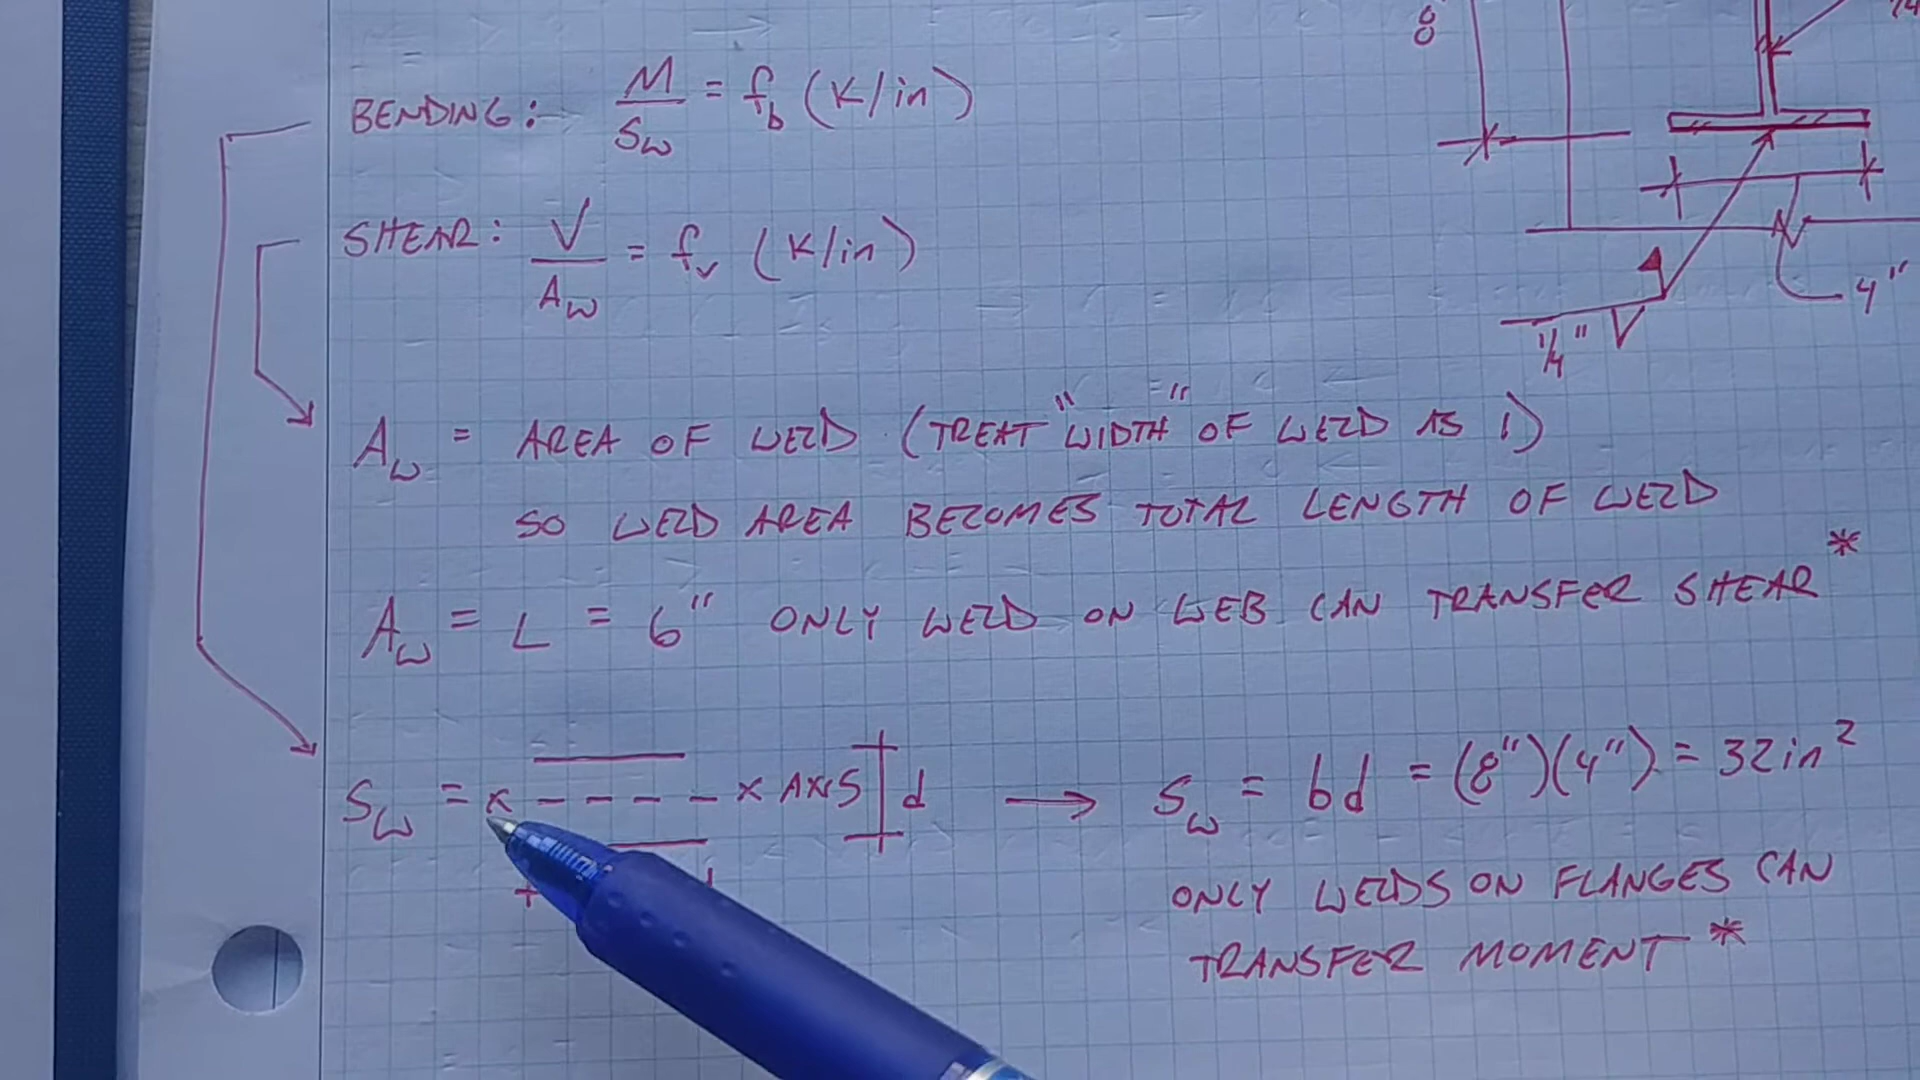 BENDING: M/Sw = fb (K/in)
SHEAR: V/Aw = fv (K/in)
8
4"
1/4"
Aw = AREA OF WELD (TREAT "WIDTH" OF WELD AS 1)
SO WELD AREA BECOMES TOTAL LENGTH OF WELD
Aw = L = 6" ONLY WELD ON WEB CAN TRANSFER SHEAR*
Sw = x - - - - x AXIS d → Sw = bd = (8")(4") = 32in²
ONLY WELDS ON FLANGES CAN
TRANSFER MOMENT*